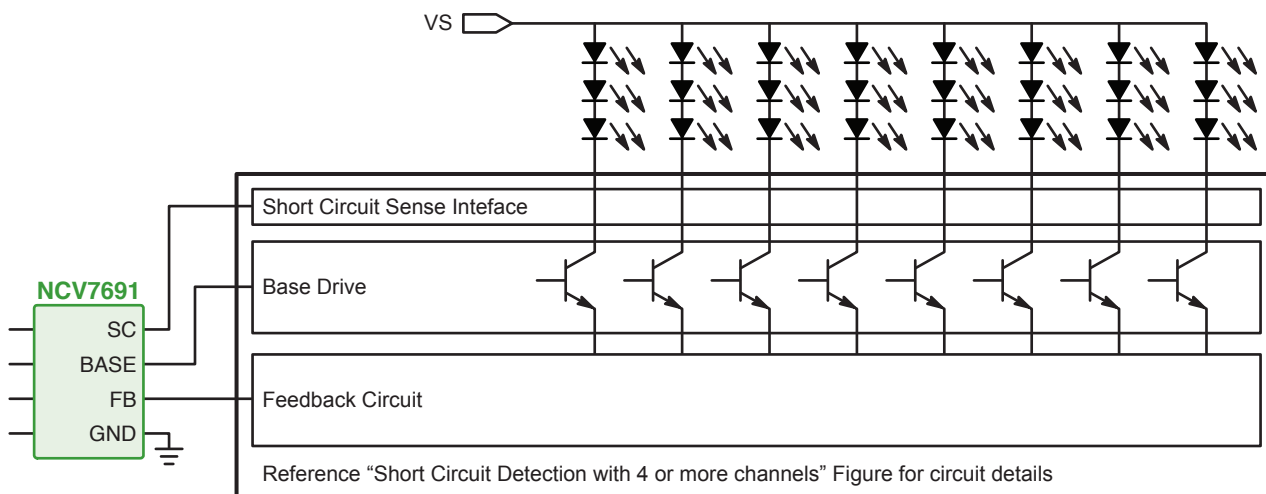 VS
Short Circuit Sense Inteface
Base Drive
NCV7691
SC
BASE
FB
GND
Feedback Circuit
Reference “Short Circuit Detection with 4 or more channels” Figure for circuit details